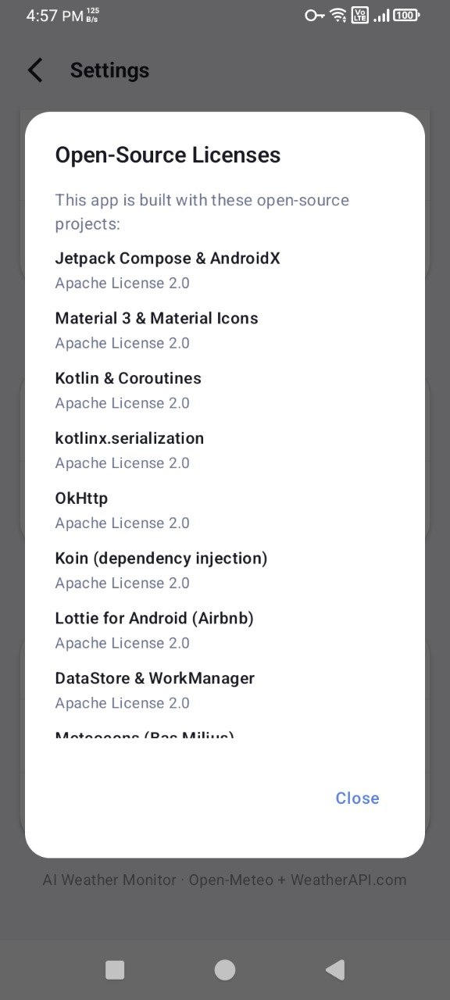 4:57 PM 125 B/s Vo LTE 100
Settings
Open-Source Licenses
This app is built with these open-source
projects:
Jetpack Compose & AndroidX
Apache License 2.0
Material 3 & Material Icons
Apache License 2.0
Kotlin & Coroutines
Apache License 2.0
kotlinx.serialization
Apache License 2.0
OkHttp
Apache License 2.0
Koin (dependency injection)
Apache License 2.0
Lottie for Android (Airbnb)
Apache License 2.0
DataStore & WorkManager
Apache License 2.0
Meteocons (Bas Milius)
Close
AI Weather Monitor · Open-Meteo + WeatherAPI.com